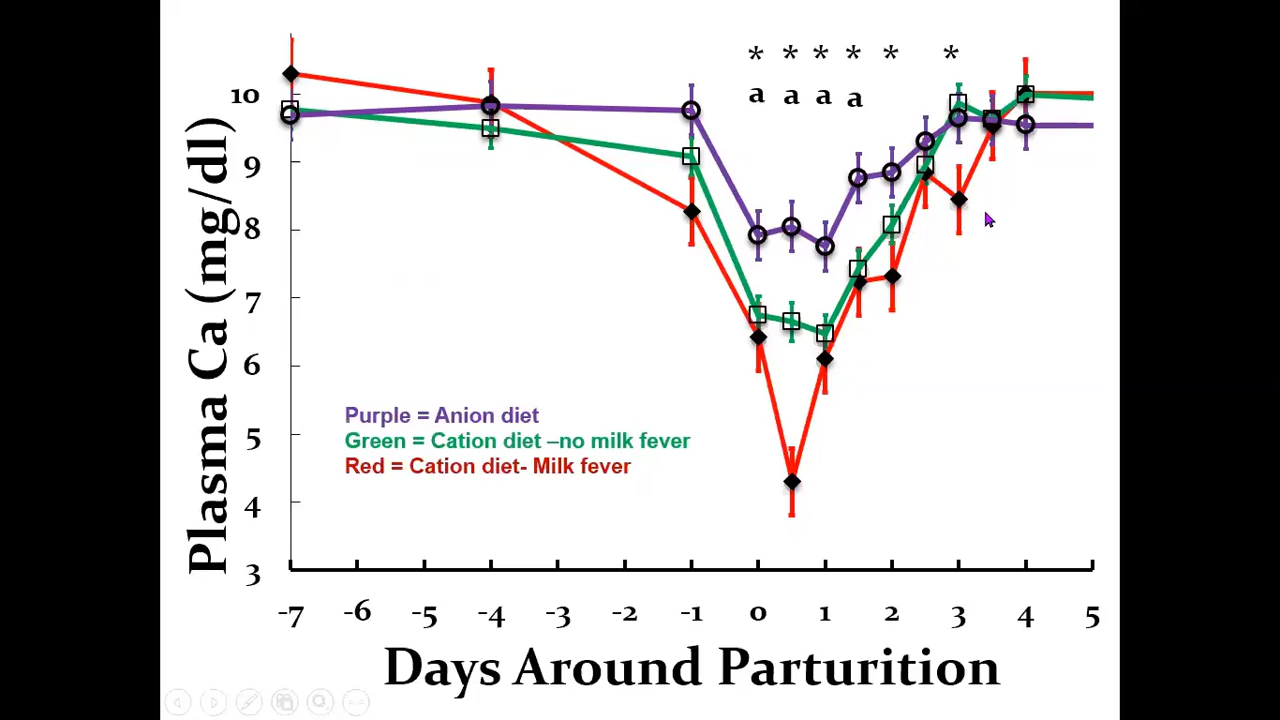 * * * * * *
a a a a
10
9
8
7
6
5
4
3
Plasma Ca (mg/dl)
Purple = Anion diet
Green = Cation diet –no milk fever
Red = Cation diet- Milk fever
-7 -6 -5 -4 -3 -2 -1 0 1 2 3 4 5
Days Around Parturition